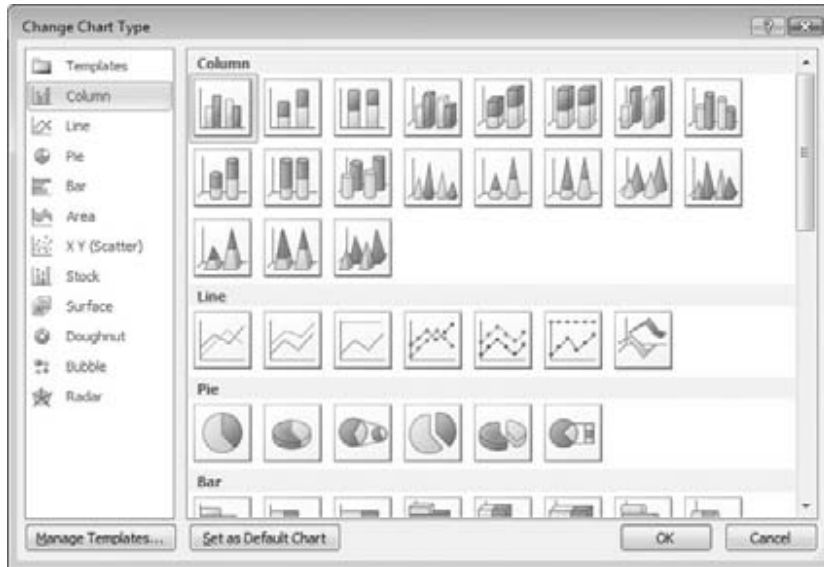 Change Chart Type
Templates
Column
Line
Pie
Bar
Area
X Y (Scatter)
Stock
Surface
Doughnut
Bubble
Radar
Column
Line
Pie
Bar
Manage Templates...
Set as Default Chart
OK
Cancel